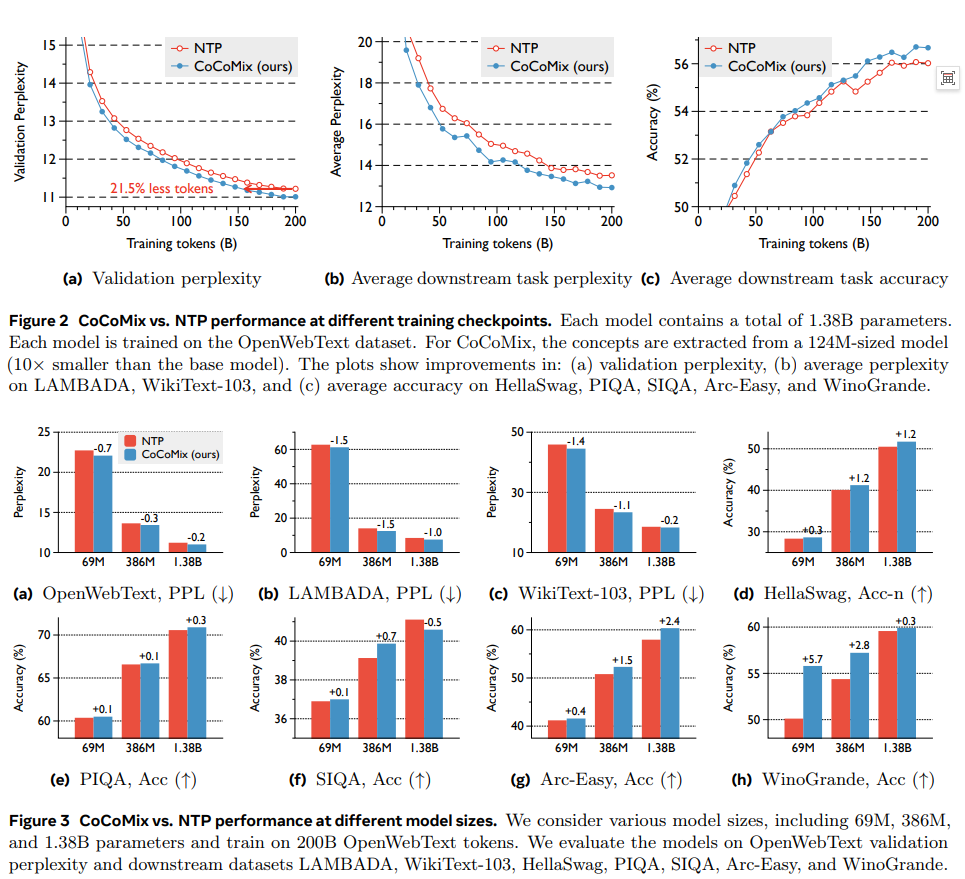 15
14
13
12
11
Validation Perplexity
NTP
CoCoMix (ours)
21.5% less tokens
0 50 100 150 200
Training tokens (B)
(a) Validation perplexity
20
18
16
14
12
Average Perplexity
NTP
CoCoMix (ours)
0 50 100 150 200
Training tokens (B)
(b) Average downstream task perplexity
56
54
52
50
Accuracy (%)
NTP
CoCoMix (ours)
0 50 100 150 200
Training tokens (B)
(c) Average downstream task accuracy
Figure 2 CoCoMix vs. NTP performance at different training checkpoints. Each model contains a total of 1.38B parameters.
Each model is trained on the OpenWebText dataset. For CoCoMix, the concepts are extracted from a 124M-sized model
(10× smaller than the base model). The plots show improvements in: (a) validation perplexity, (b) average perplexity
on LAMBADA, WikiText-103, and (c) average accuracy on HellaSwag, PIQA, SIQA, Arc-Easy, and WinoGrande.
25
20
15
10
Perplexity
NTP
CoCoMix (ours)
-0.7
-0.3
-0.2
69M 386M 1.38B
(a) OpenWebText, PPL (↓)
60
40
20
0
Perplexity
-1.5
-1.5
-1.0
69M 386M 1.38B
(b) LAMBADA, PPL (↓)
50
30
10
Perplexity
-1.4
-1.1
-0.2
69M 386M 1.38B
(c) WikiText-103, PPL (↓)
50
40
30
Accuracy (%)
+0.3
+1.2
+1.2
69M 386M 1.38B
(d) HellaSwag, Acc-n (↑)
70
65
60
Accuracy (%)
+0.1
+0.1
+0.3
69M 386M 1.38B
(e) PIQA, Acc (↑)
40
38
36
Accuracy (%)
+0.1
+0.7
-0.5
69M 386M 1.38B
(f) SIQA, Acc (↑)
60
50
40
Accuracy (%)
+0.4
+1.5
+2.4
69M 386M 1.38B
(g) Arc-Easy, Acc (↑)
60
55
50
Accuracy (%)
+5.7
+2.8
+0.3
69M 386M 1.38B
(h) WinoGrande, Acc (↑)
Figure 3 CoCoMix vs. NTP performance at different model sizes. We consider various model sizes, including 69M, 386M,
and 1.38B parameters and train on 200B OpenWebText tokens. We evaluate the models on OpenWebText validation
perplexity and downstream datasets LAMBADA, WikiText-103, HellaSwag, PIQA, SIQA, Arc-Easy, and WinoGrande.